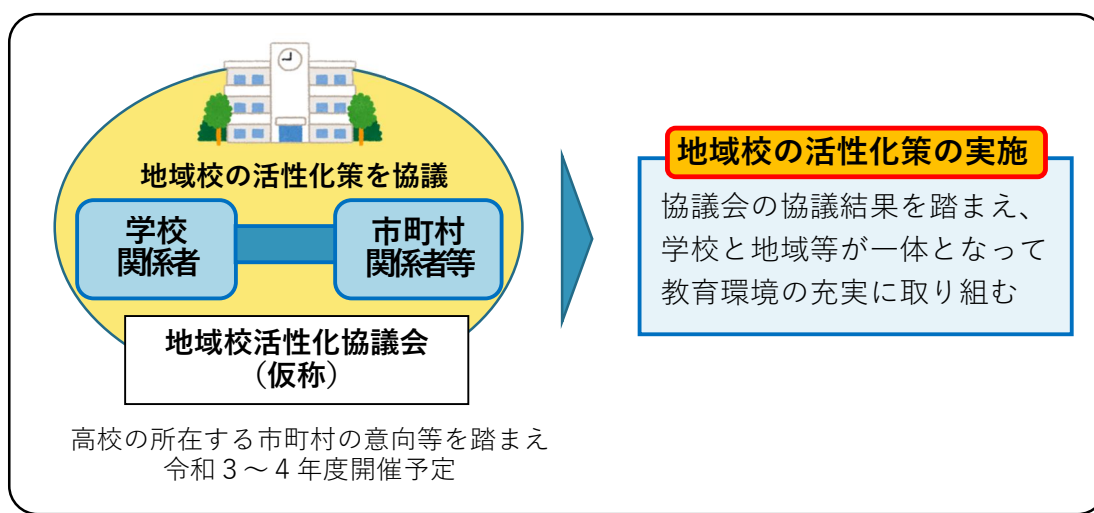 地域校の活性化策を協議
学校
関係者
市町村
関係者等
地域校活性化協議会
（仮称）
高校の所在する市町村の意向等を踏まえ
令和３～４年度開催予定
地域校の活性化策の実施
協議会の協議結果を踏まえ、
学校と地域等が一体となって
教育環境の充実に取り組む